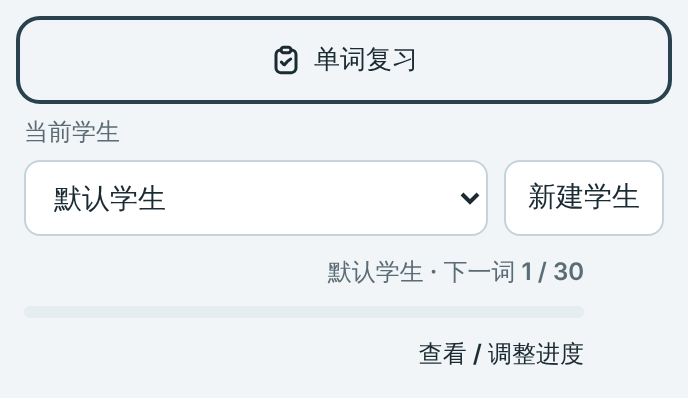 单词复习
当前学生
默认学生 新建学生
默认学生 · 下一词 1 / 30
查看 / 调整进度